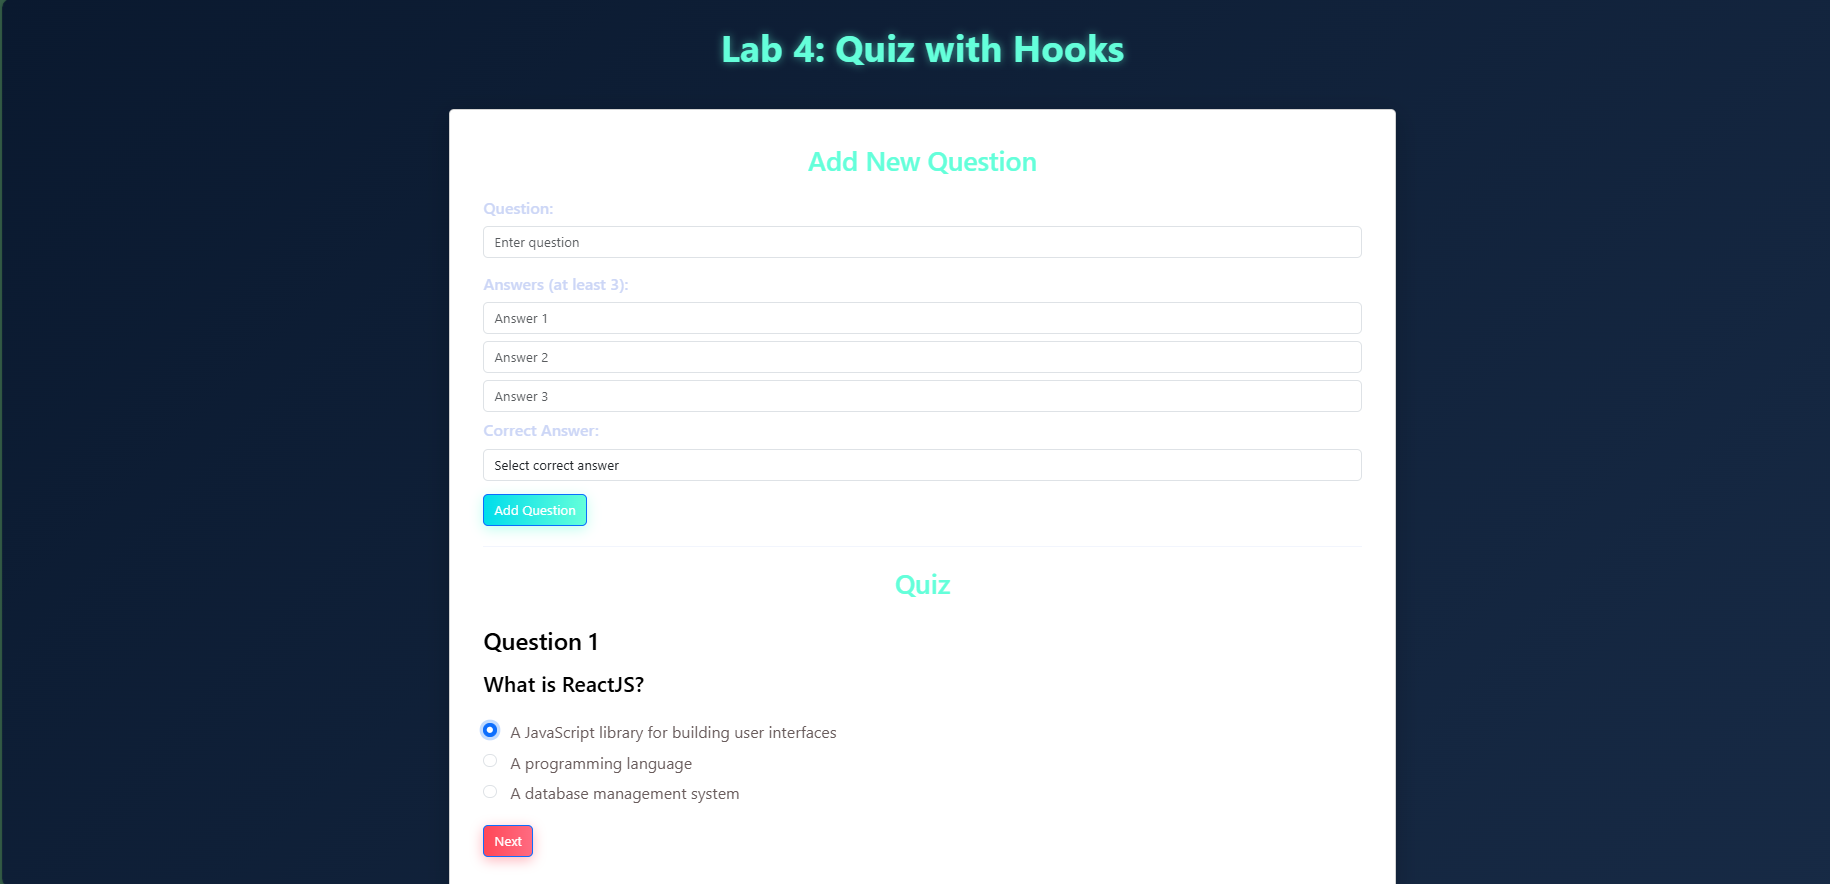 Lab 4: Quiz with Hooks
Add New Question
Question:
Enter question
Answers (at least 3):
Answer 1
Answer 2
Answer 3
Correct Answer:
Select correct answer
Add Question
Quiz
Question 1
What is ReactJS?
A JavaScript library for building user interfaces
A programming language
A database management system
Next